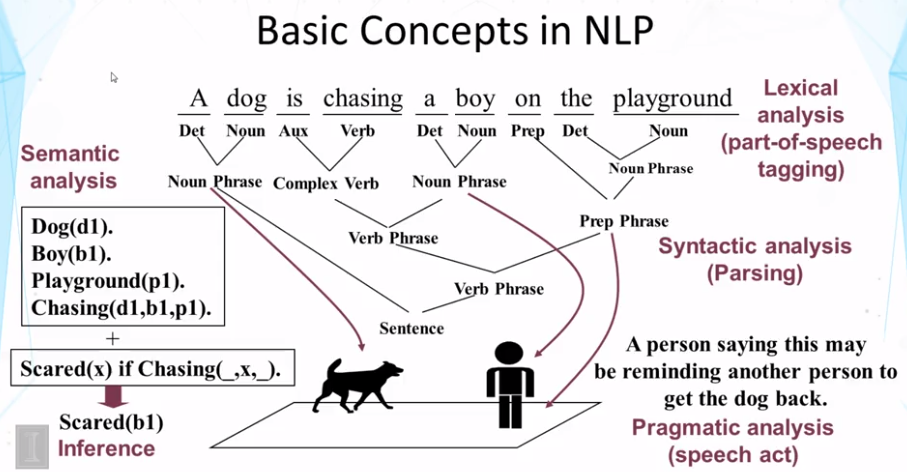 Basic Concepts in NLP
A dog is chasing a boy on the playground
Det Noun Aux Verb Det Noun Prep Det Noun
Lexical
analysis
(part-of-speech
tagging)
Semantic
analysis
Noun Phrase
Noun Phrase Complex Verb Noun Phrase
Prep Phrase
Verb Phrase
Syntactic analysis
(Parsing)
Verb Phrase
Sentence
Dog(d1).
Boy(b1).
Playground(p1).
Chasing(d1,b1,p1).
+
Scared(x) if Chasing(_,x,_).
Scared(b1)
Inference
A person saying this may
be reminding another person to
get the dog back.
Pragmatic analysis
(speech act)
I